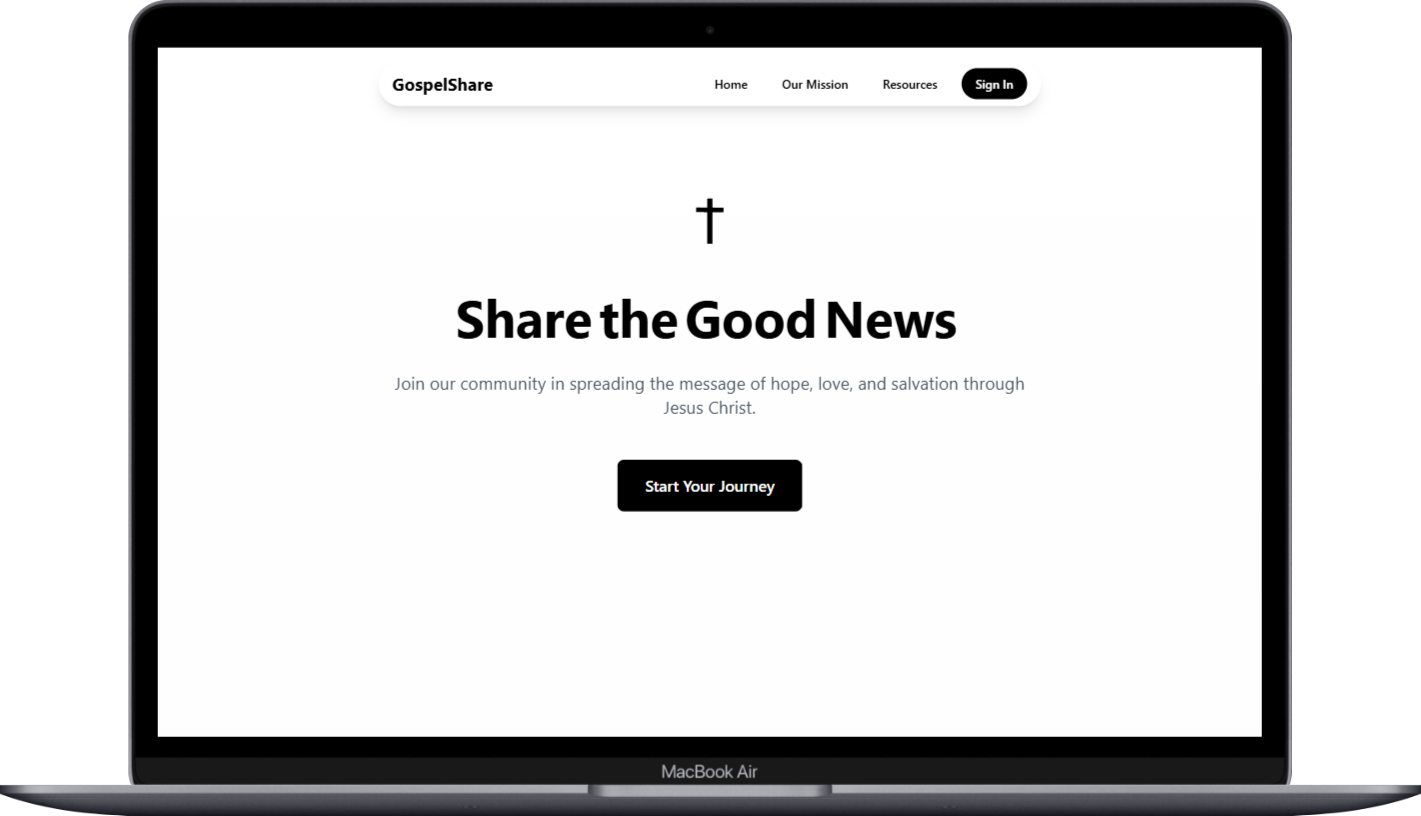 GospelShare
Home
Our Mission
Resources
Sign In
Share the Good News
Join our community in spreading the message of hope, love, and salvation through
Jesus Christ.
Start Your Journey
MacBook Air